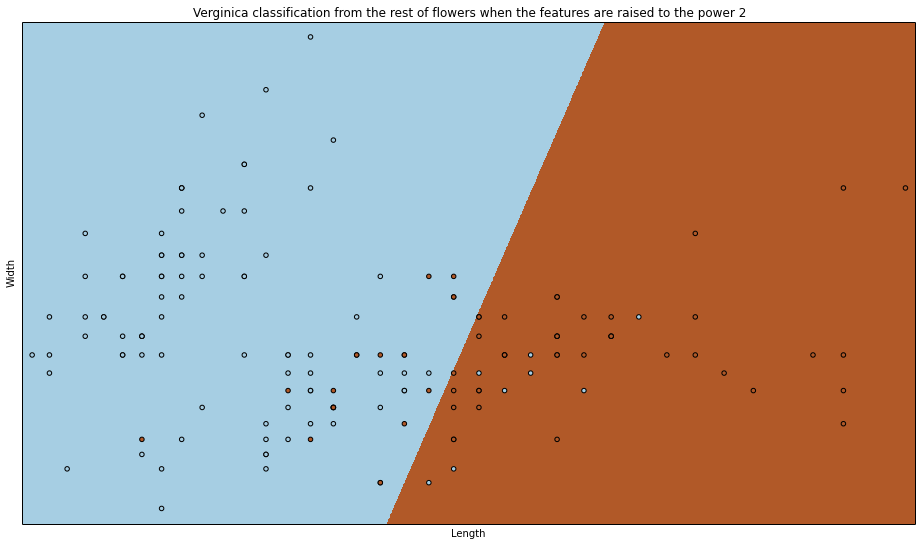 Verginica classification from the rest of flowers when the features are raised to the power 2
Width
Length